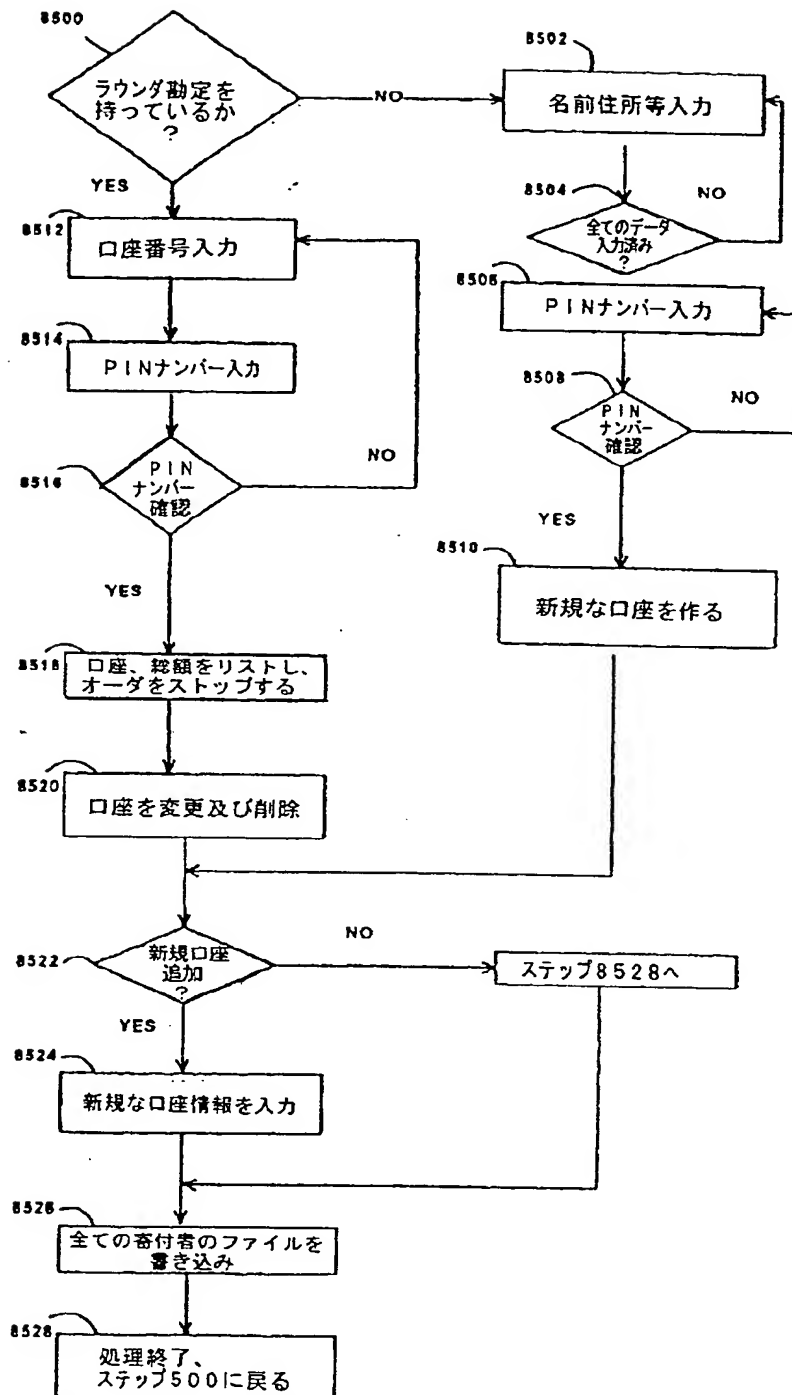 8500
ラウンダ勘定を
持っているか
?
NO
YES
8502
名前住所等入力
8504
全てのデータ
入力済み
?
NO
8506
PINナンバー入力
8508
PIN
ナンバー
確認
NO
YES
8510
新規な口座を作る
8512
口座番号入力
8514
PINナンバー入力
8516
PIN
ナンバー
確認
NO
YES
8518
口座、総額をリストし、
オーダをストップする
8520
口座を変更及び削除
8522
新規口座
追加
?
NO
ステップ8528へ
YES
8524
新規な口座情報を入力
8526
全ての寄付者のファイルを
書き込み
8528
処理終了、
ステップ500に戻る